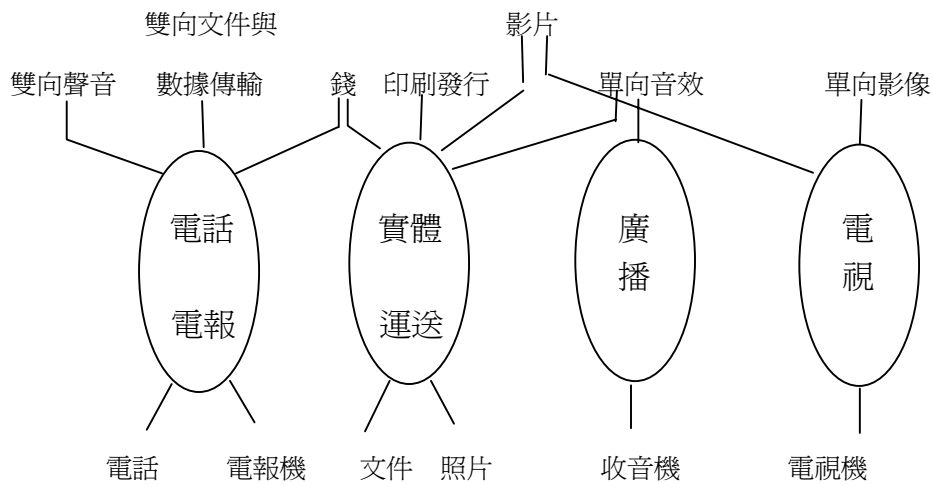 雙向文件與
影片
雙向聲音
數據傳輸
錢
印刷發行
單向音效
單向影像
電話
電報
實體
運送
廣
播
電
視
電話
電報機
文件
照片
收音機
電視機